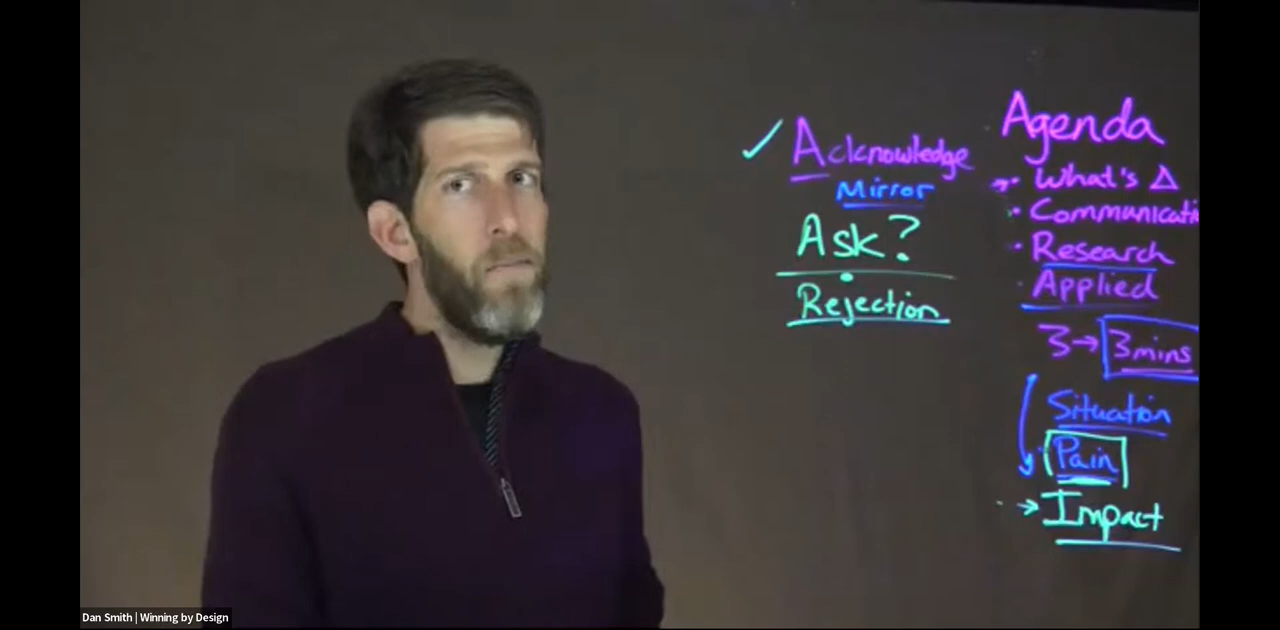 ✓ Acknowledge
Mirror
Ask?
Rejection
Agenda
→• What's Δ
• Communicati
• Research
• Applied
3→ 3mins
Situation
Pain
→ Impact
Dan Smith | Winning by Design